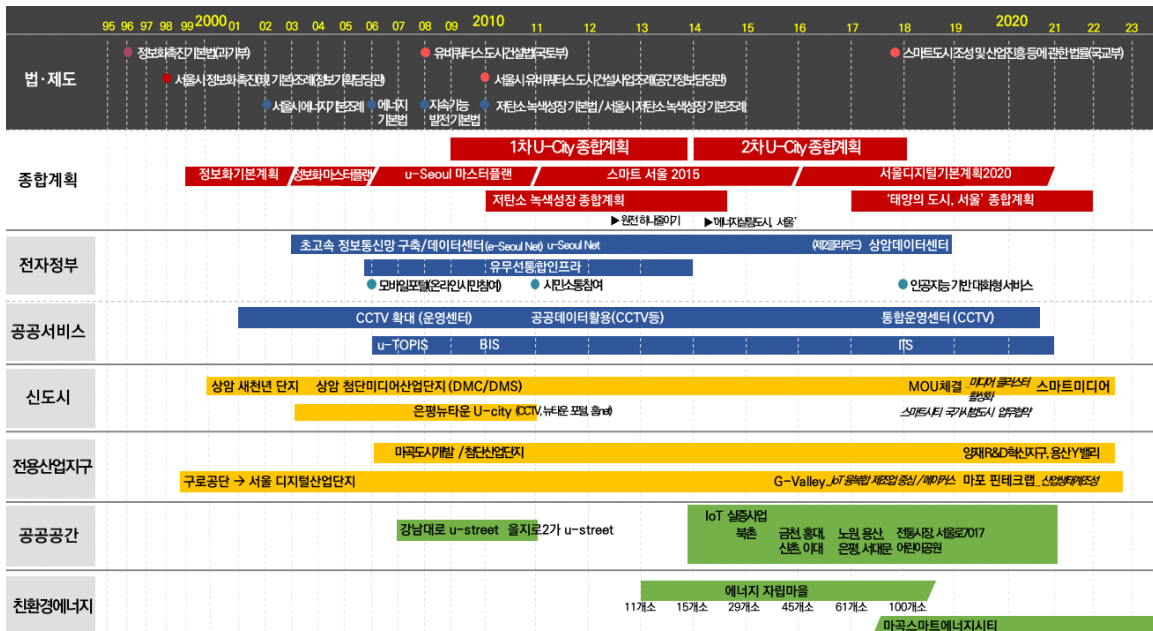 95 96 97 98 99 2000 01 02 03 04 05 06 07 08 09 2010 11 12 13 14 15 16 17 18 19 2020 21 22 23
법·제도
정보화촉진기본법(과기부)
유비쿼터스도시건설법(국토부)
스마트도시 조성 및 산업진흥 등에 관한 법률(국교부)
서울시 정보화 촉진(現, 기본)조례(정보기획담당관)
서울시 유비쿼터스 도시건설사업조례(공간정보담당관)
서울시에너지기본조례
에너지
기본법
지속가능
발전기본법
저탄소 녹색성장 기본법 / 서울시 저탄소 녹색성장 기본조례
종합계획
1차 U-City 종합계획
2차 U-City 종합계획
정보화기본계획
정보화 마스터플랜
u-Seoul 마스터플랜
스마트 서울 2015
서울디지털기본계획2020
저탄소 녹색성장 종합계획
‘태양의 도시, 서울’ 종합계획
▶ 원전 하나줄이기
▶ ‘에너지살림도시, 서울’
전자정부
초고속 정보통신망 구축/데이터센터(e-Seoul Net) u-Seoul Net
(제2클라우드) 상암데이터센터
유무선통합인프라
모바일포털(온라인시민참여)
시민소통참여
인공지능 기반 대화형 서비스
공공서비스
CCTV 확대 (운영센터)
공공데이터활용(CCTV등)
통합운영센터 (CCTV)
u-TOPIS
BIS
ITS
신도시
상암 새천년 단지
상암 첨단미디어산업단지 (DMC/DMS)
MOU체결
_미디어 클러스터
활성화
스마트미디어
은평뉴타운 U-city (CCTV, 뉴타운 포털, 홈net)
스마트시티 국가시범도시 업무협약
전용산업지구
마곡도시개발 /첨단산업단지
양재R&D혁신지구, 용산Y밸리
구로공단 → 서울 디지털산업단지
G-Valley_IoT 융복합 제조업 중심 / 메이커스
마포 핀테크랩_산업생태계조성
공공공간
강남대로 u-street
을지로2가 u-street
IoT 실증사업
북촌
금천, 홍대,
신촌, 이대
노원, 용산,
은평, 서대문
전통시장, 서울로7017
어린이공원
친환경에너지
에너지 자립마을
11개소
15개소
29개소
45개소
61개소
100개소
마곡스마트에너지시티